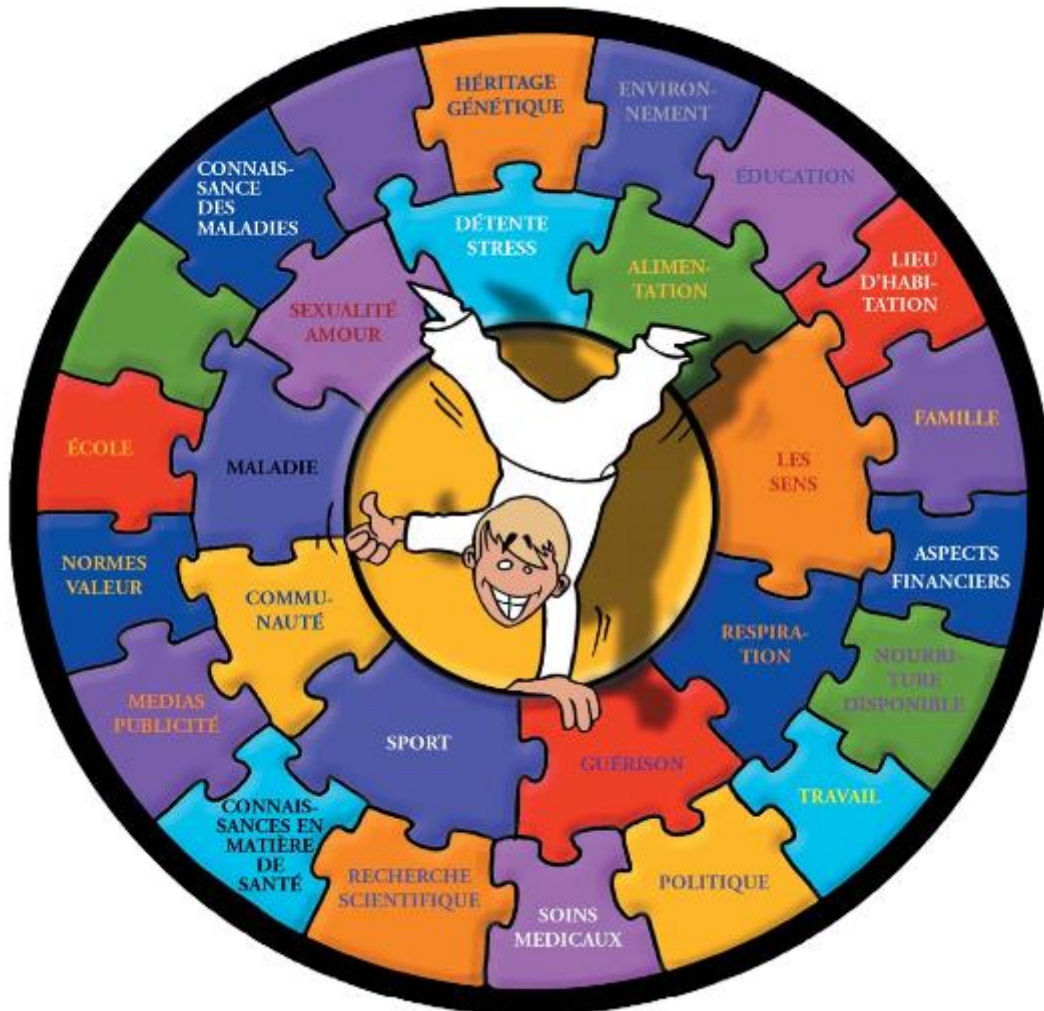 HÉRITAGE
GÉNÉTIQUE
ENVIRON-
NEMENT
ÉDUCATION
LIEU
D'HABI-
TATION
FAMILLE
ASPECTS
FINANCIERS
NOURRI-
TURE
DISPONIBLE
TRAVAIL
POLITIQUE
SOINS
MEDICAUX
RECHERCHE
SCIENTIFIQUE
CONNAIS-
SANCES EN
MATIÈRE
DE
SANTÉ
MEDIAS
PUBLICITÉ
NORMES
VALEUR
ÉCOLE
CONNAIS-
SANCE
DES
MALADIES
DÉTENTE
STRESS
ALIMEN-
TATION
LES
SENS
RESPIRA-
TION
GUÉRISON
SPORT
COMMU-
NAUTÉ
MALADIE
SEXUALITÉ
AMOUR